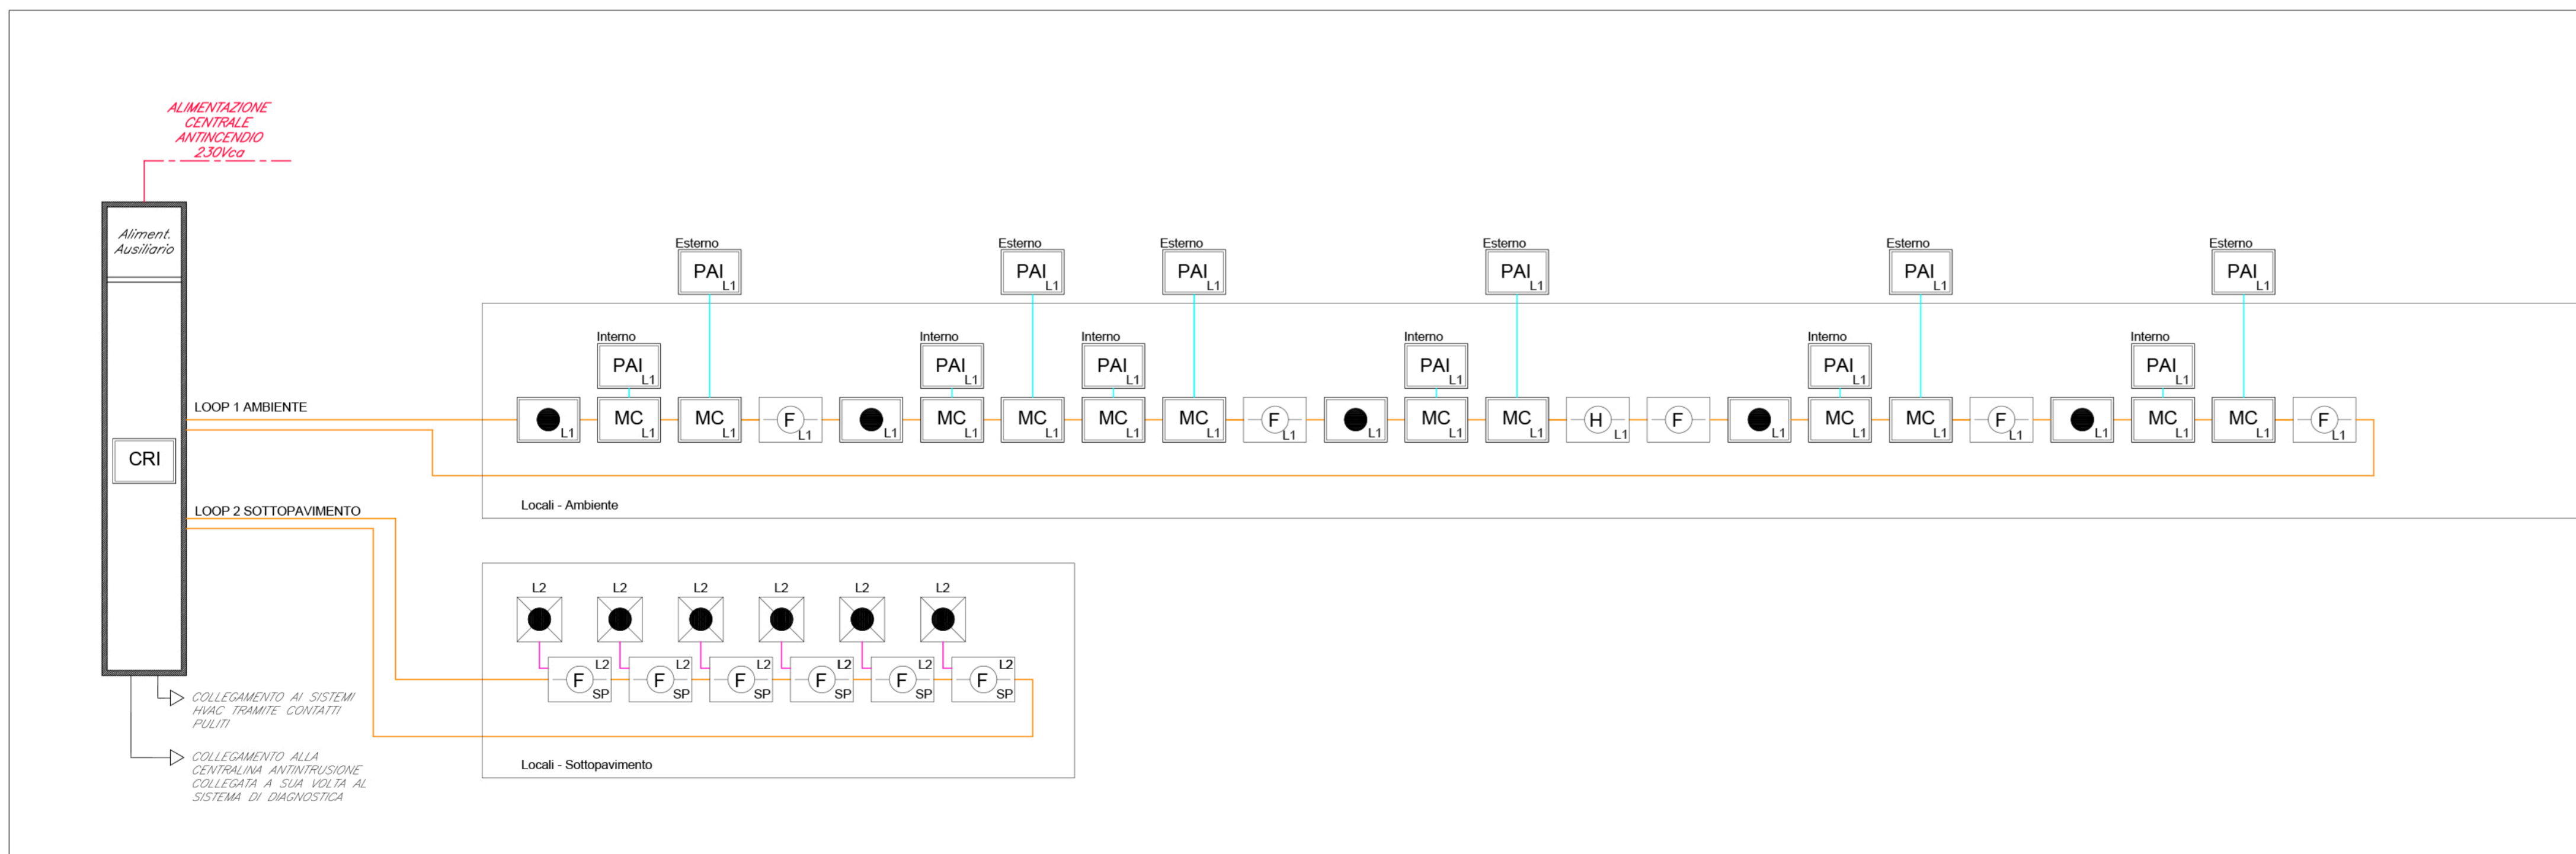 ALIMENTAZIONE
CENTRALE
ANTINCENDIO
230Vca
Aliment.
Ausiliario
CRI
LOOP 1 AMBIENTE
LOOP 2 SOTTOPAVIMENTO
COLLEGAMENTO AI SISTEMI
HVAC TRAMITE CONTATTI
PULITI
COLLEGAMENTO ALLA
CENTRALINA ANTINTRUSIONE
COLLEGATA A SUA VOLTA AL
SISTEMA DI DIAGNOSTICA
Esterno Esterno Esterno Esterno Esterno Esterno
PAI PAI PAI PAI PAI PAI
L1 L1 L1 L1 L1 L1
Interno Interno Interno Interno Interno Interno
PAI PAI PAI PAI PAI PAI
L1 L1 L1 L1 L1 L1
MC MC F MC MC MC MC F MC MC H F MC MC F MC MC F
L1 L1 L1 L1 L1 L1 L1 L1 L1 L1 L1 L1 L1 L1 L1 L1 L1 L1 L1 L1 L1 L1
Locali - Ambiente
L2 L2 L2 L2 L2 L2
L2 L2 L2 L2 L2 L2
F F F F F F
SP SP SP SP SP SP
Locali - Sottopavimento